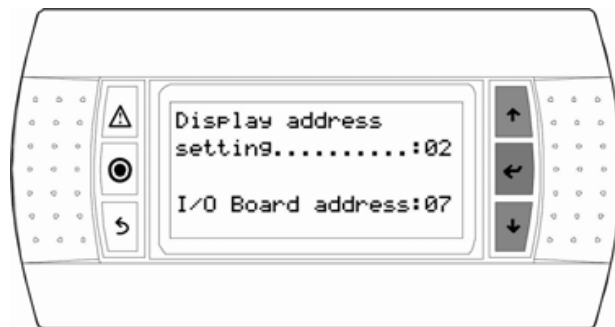 Display address
setting..........:02
I/O Board address:07